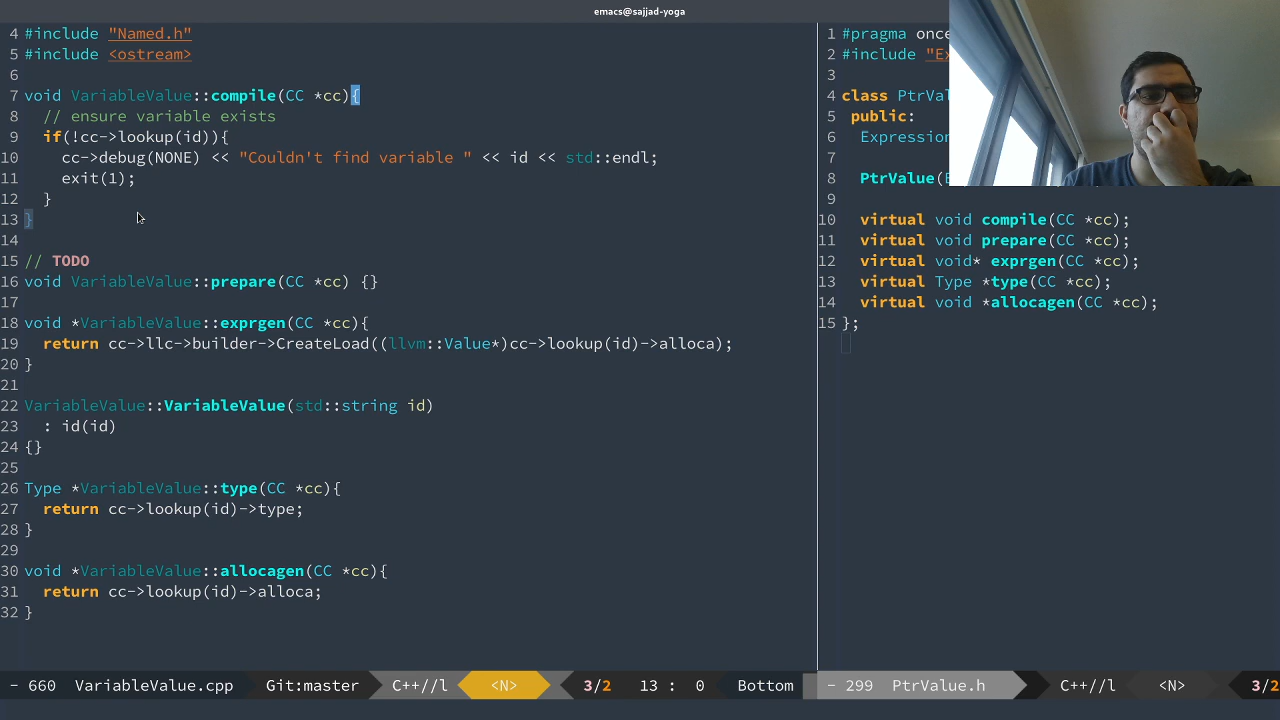 emacs@sajjad-yoga
4 #include "Named.h"
5 #include <ostream>
6
7 void VariableValue::compile(CC *cc){
8 // ensure variable exists
9 if(!cc->lookup(id)){
10 cc->debug(NONE) << "Couldn't find variable " << id << std::endl;
11 exit(1);
12 }
13 }
14
15 // TODO
16 void VariableValue::prepare(CC *cc) {}
17
18 void *VariableValue::exprgen(CC *cc){
19 return cc->llc->builder->CreateLoad((llvm::Value*)cc->lookup(id)->alloca);
20 }
21
22 VariableValue::VariableValue(std::string id)
23 : id(id)
24 {}
25
26 Type *VariableValue::type(CC *cc){
27 return cc->lookup(id)->type;
28 }
29
30 void *VariableValue::allocagen(CC *cc){
31 return cc->lookup(id)->alloca;
32 }
- 660 VariableValue.cpp Git:master C++//l <N> 3/2 13 : 0 Bottom
1 #pragma once
2 #include "Ex
3
4 class PtrVal
5 public:
6 Expression
7
8 PtrValue(
9
10 virtual void compile(CC *cc);
11 virtual void prepare(CC *cc);
12 virtual void* exprgen(CC *cc);
13 virtual Type *type(CC *cc);
14 virtual void *allocagen(CC *cc);
15 };
- 299 PtrValue.h C++//l <N> 3/2